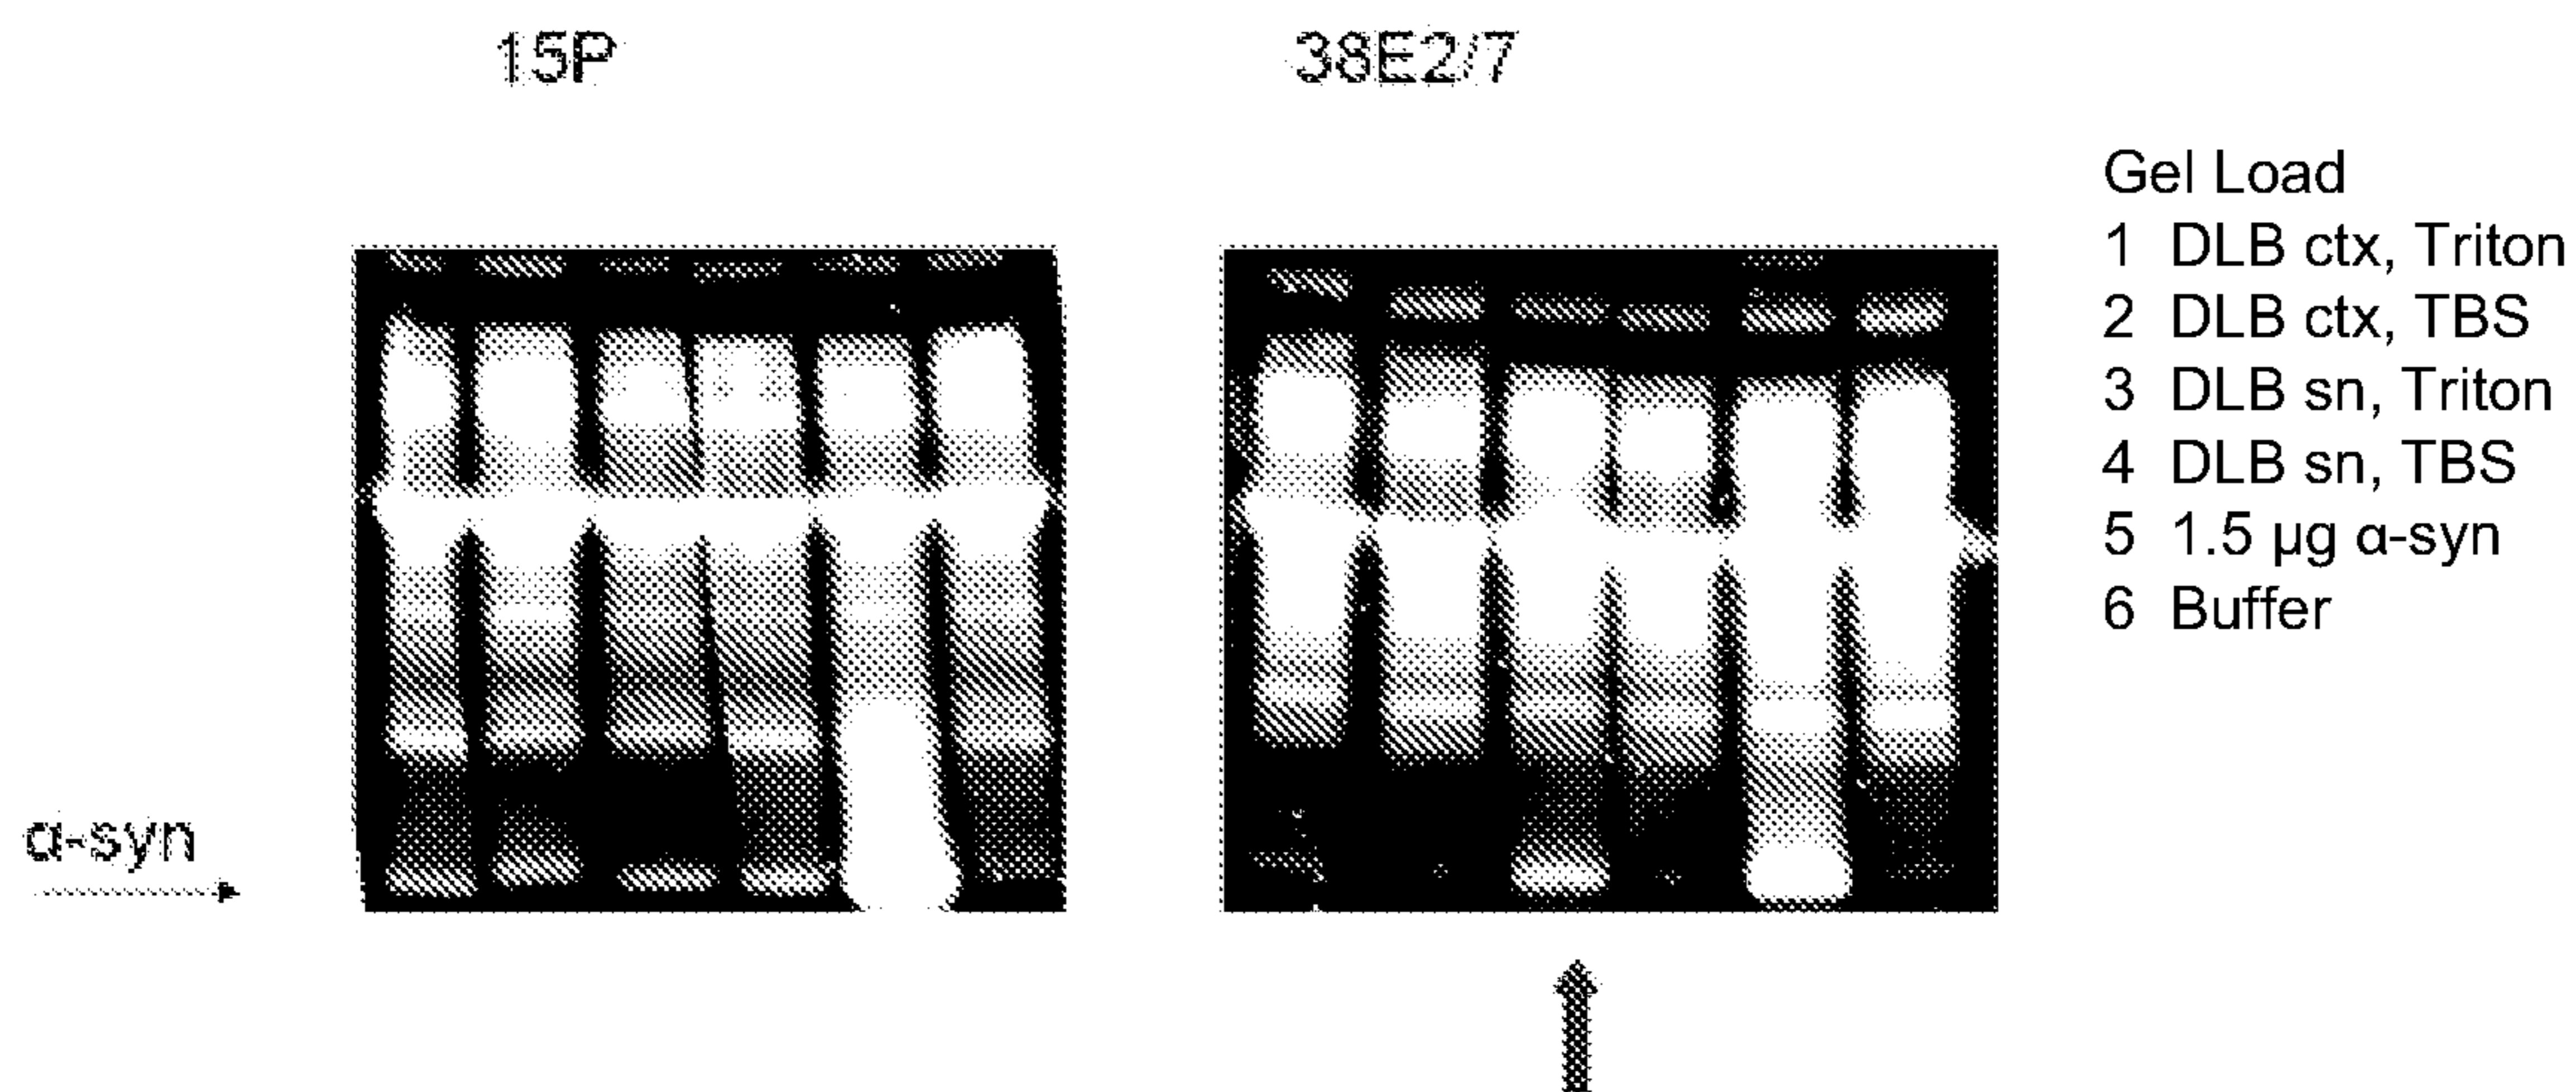 15P
38E2/7
Gel Load
1 DLB ctx, Triton
2 DLB ctx, TBS
3 DLB sn, Triton
4 DLB sn, TBS
5 1.5 µg α-syn
6 Buffer
α-syn